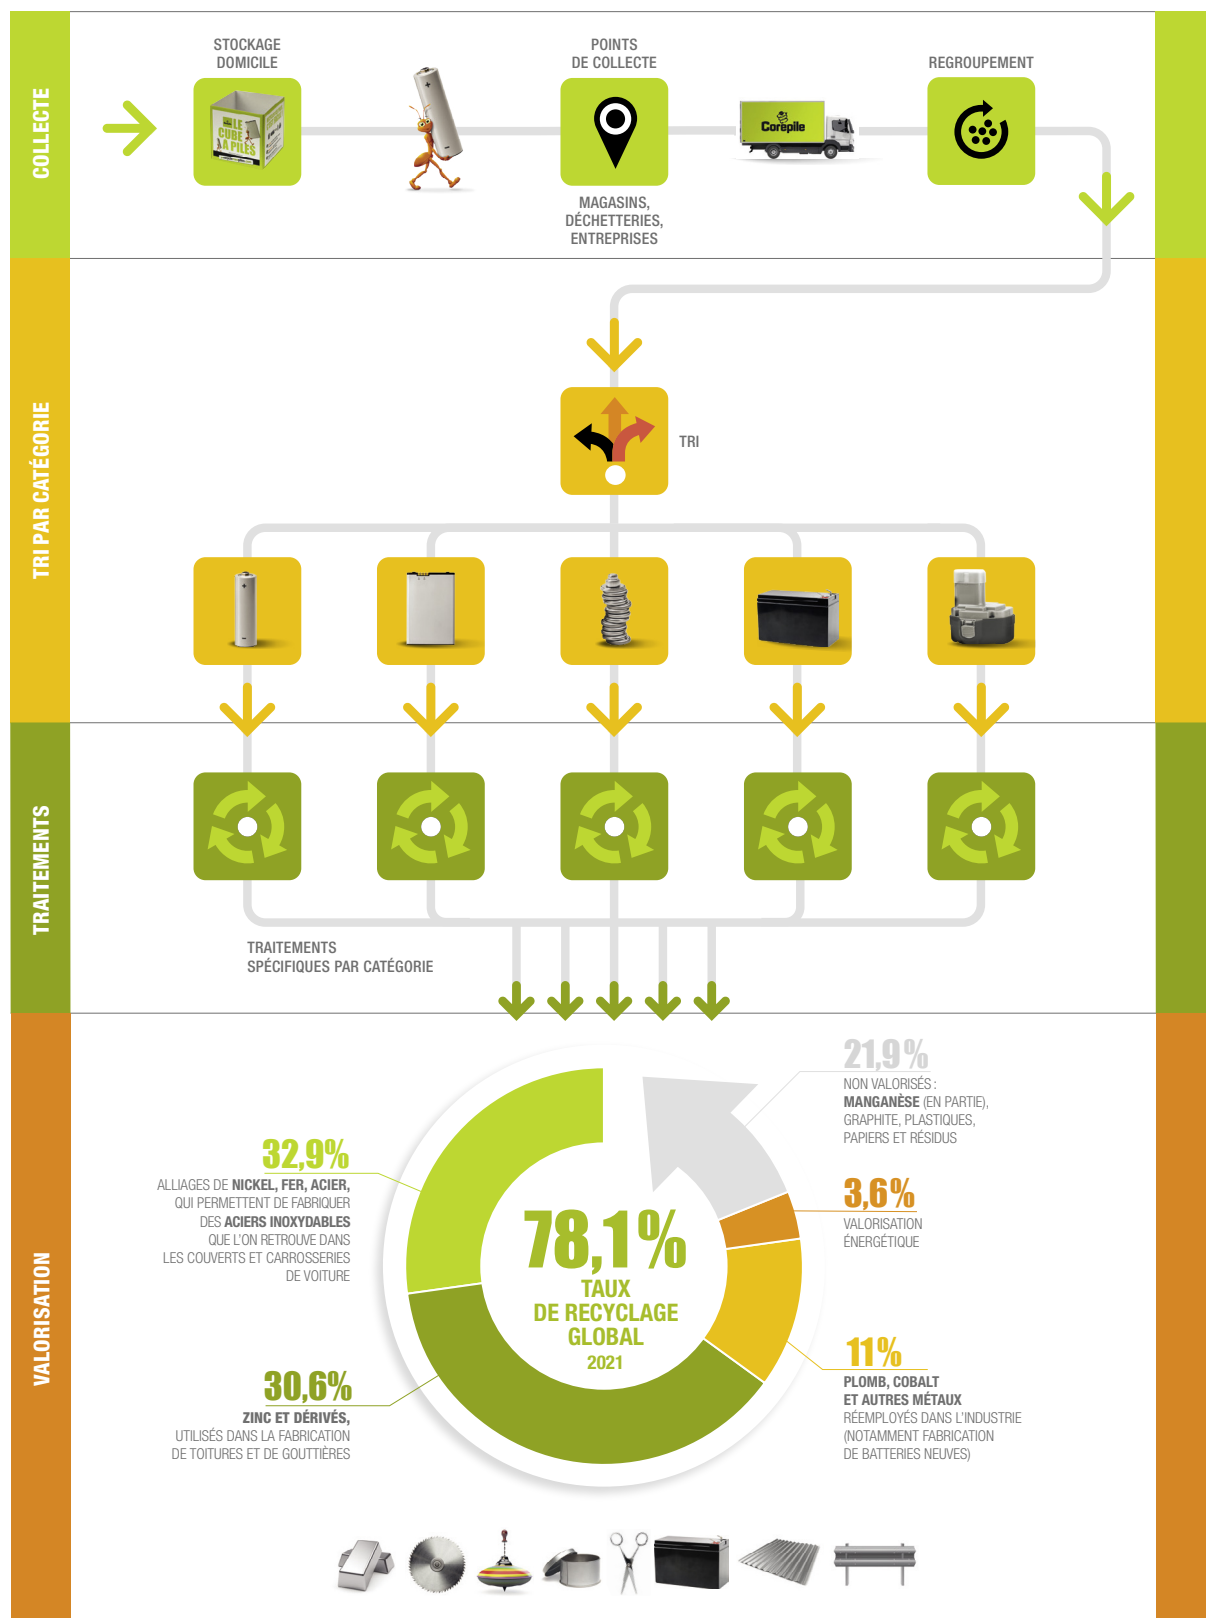 COLLECTE
STOCKAGE
DOMICILE
LE
CUBE
À PILES
POINTS
DE COLLECTE
MAGASINS,
DÉCHETTERIES,
ENTREPRISES
Corepile
REGROUPEMENT
TRI PAR CATÉGORIE
TRI
TRAITEMENTS
TRAITEMENTS
SPÉCIFIQUES PAR CATÉGORIE
VALORISATION
32,9%
ALLIAGES DE NICKEL, FER, ACIER,
QUI PERMETTENT DE FABRIQUER
DES ACIERS INOXYDABLES
QUE L'ON RETROUVE DANS
LES COUVERTS ET CARROSSERIES
DE VOITURE
30,6%
ZINC ET DÉRIVÉS,
UTILISÉS DANS LA FABRICATION
DE TOITURES ET DE GOUTTIÈRES
78,1%
TAUX
DE RECYCLAGE
GLOBAL
2021
21,9%
NON VALORISÉS :
MANGANÈSE (EN PARTIE),
GRAPHITE, PLASTIQUES,
PAPIERS ET RÉSIDUS
3,6%
VALORISATION
ÉNERGÉTIQUE
11%
PLOMB, COBALT
ET AUTRES MÉTAUX
RÉEMPLOYÉS DANS L'INDUSTRIE
(NOTAMMENT FABRICATION
DE BATTERIES NEUVES)